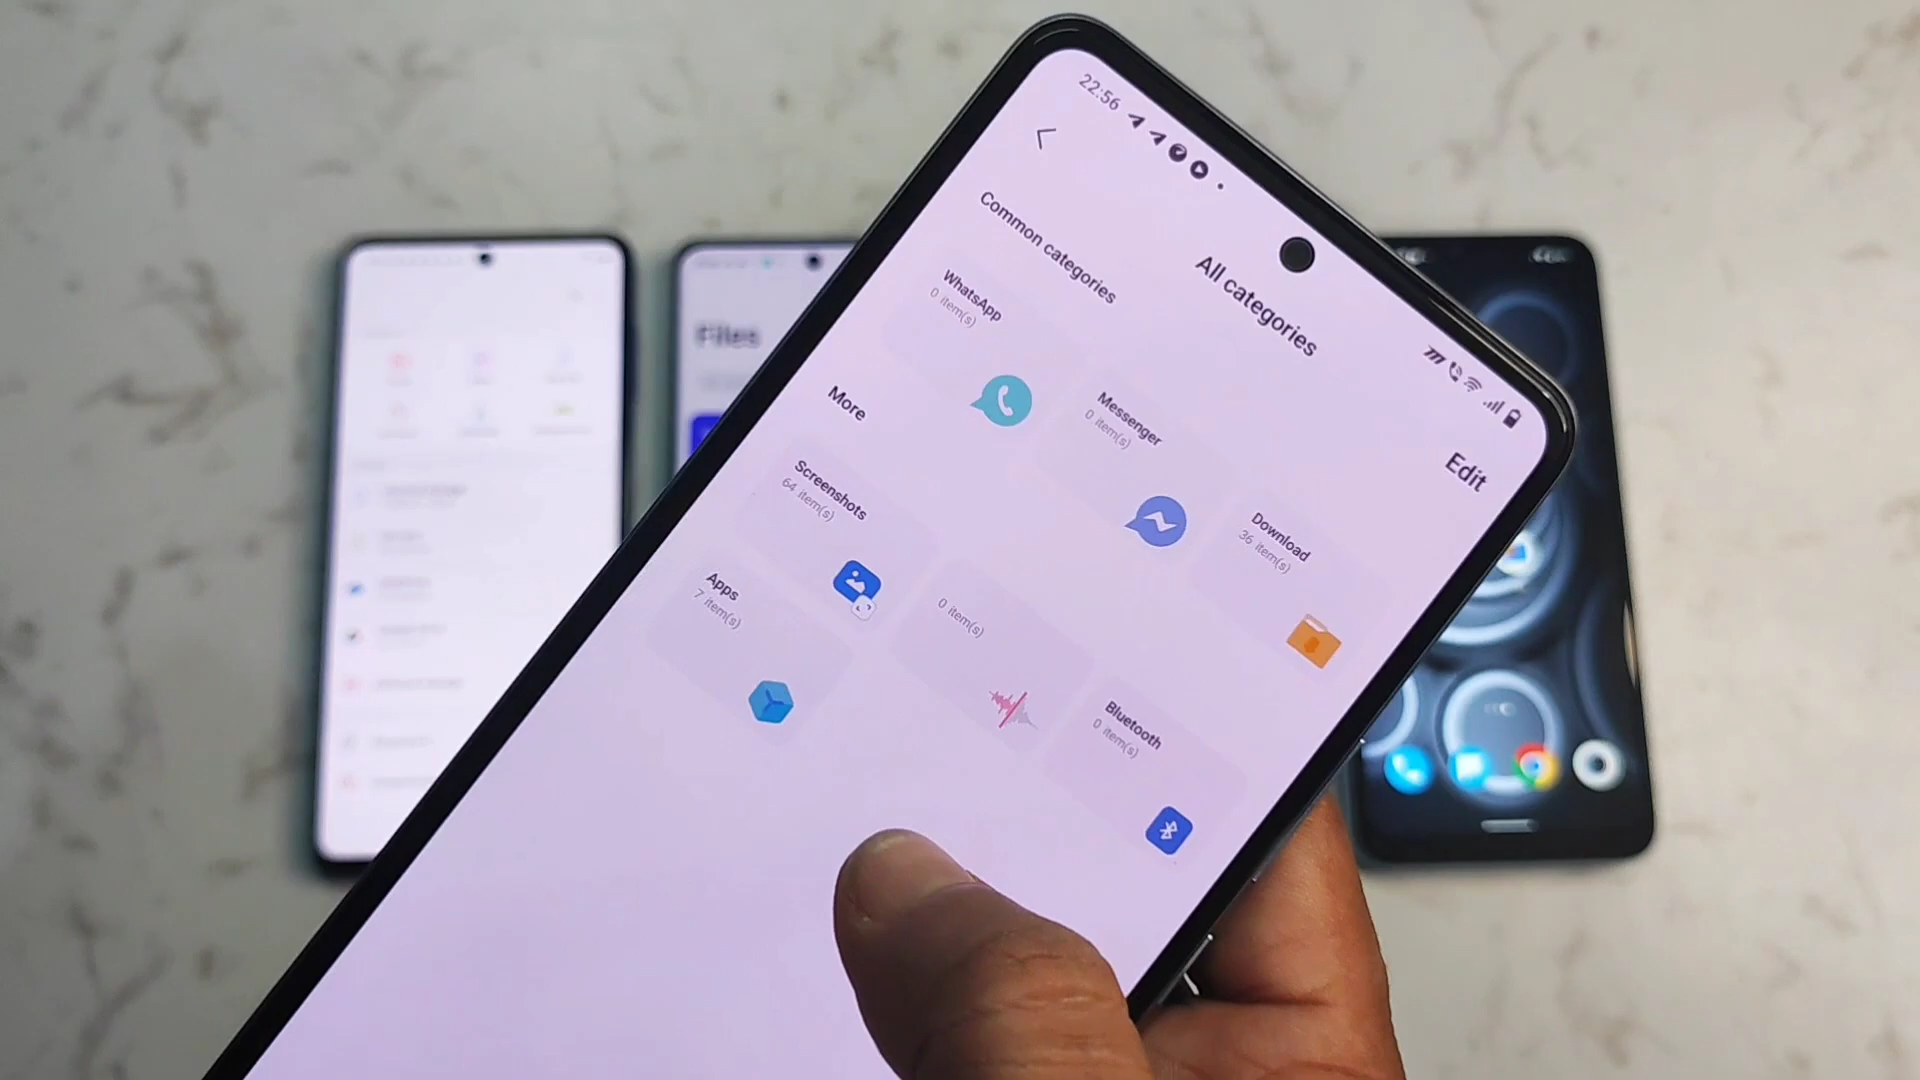 22:56
All categories
Edit
Common categories
WhatsApp
0 item(s)
Messenger
0 item(s)
Download
36 item(s)
More
Screenshots
64 item(s)
0 item(s)
Bluetooth
0 item(s)
Apps
7 item(s)
Files